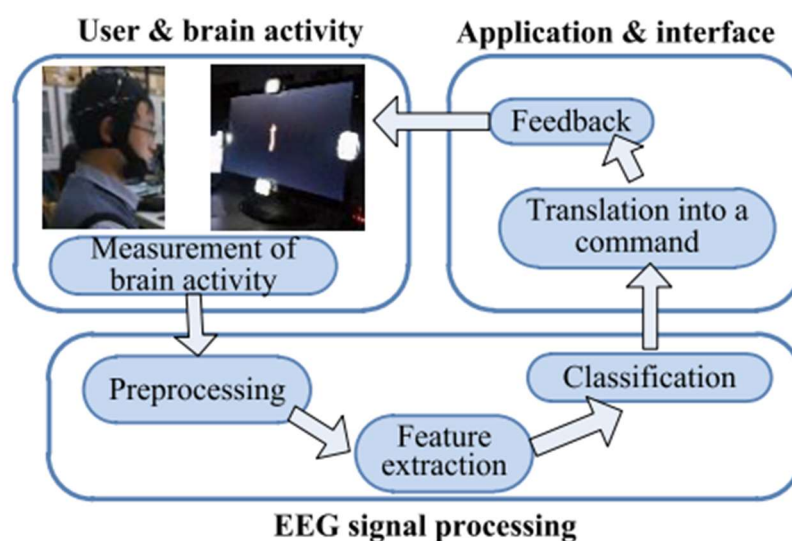 User & brain activity
Application & interface
Feedback
Translation into a
command
Measurement of
brain activity
Preprocessing
Classification
Feature
extraction
EEG signal processing